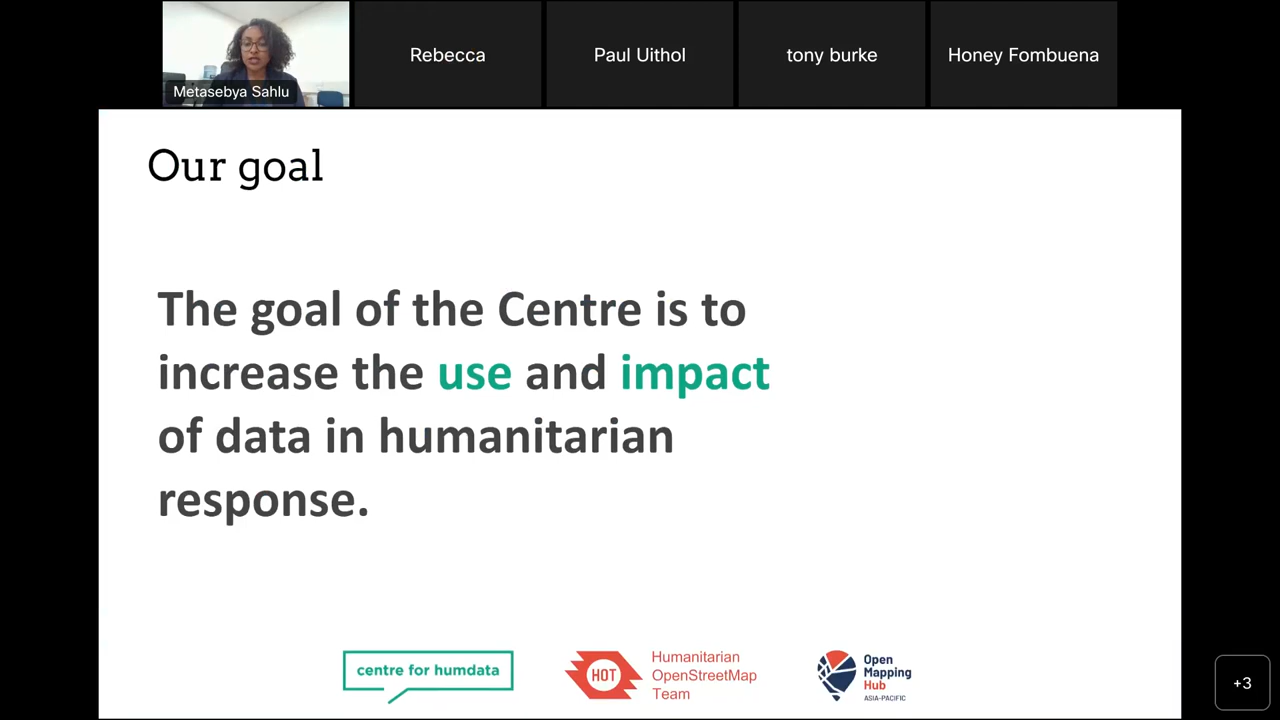 Metasebya Sahlu
Rebecca
Paul Uithol
tony burke
Honey Fombuena
Our goal
The goal of the Centre is to
increase the use and impact
of data in humanitarian
response.
centre for humdata
HOT
Humanitarian
OpenStreetMap
Team
Open
Mapping
Hub
ASIA-PACIFIC
+3